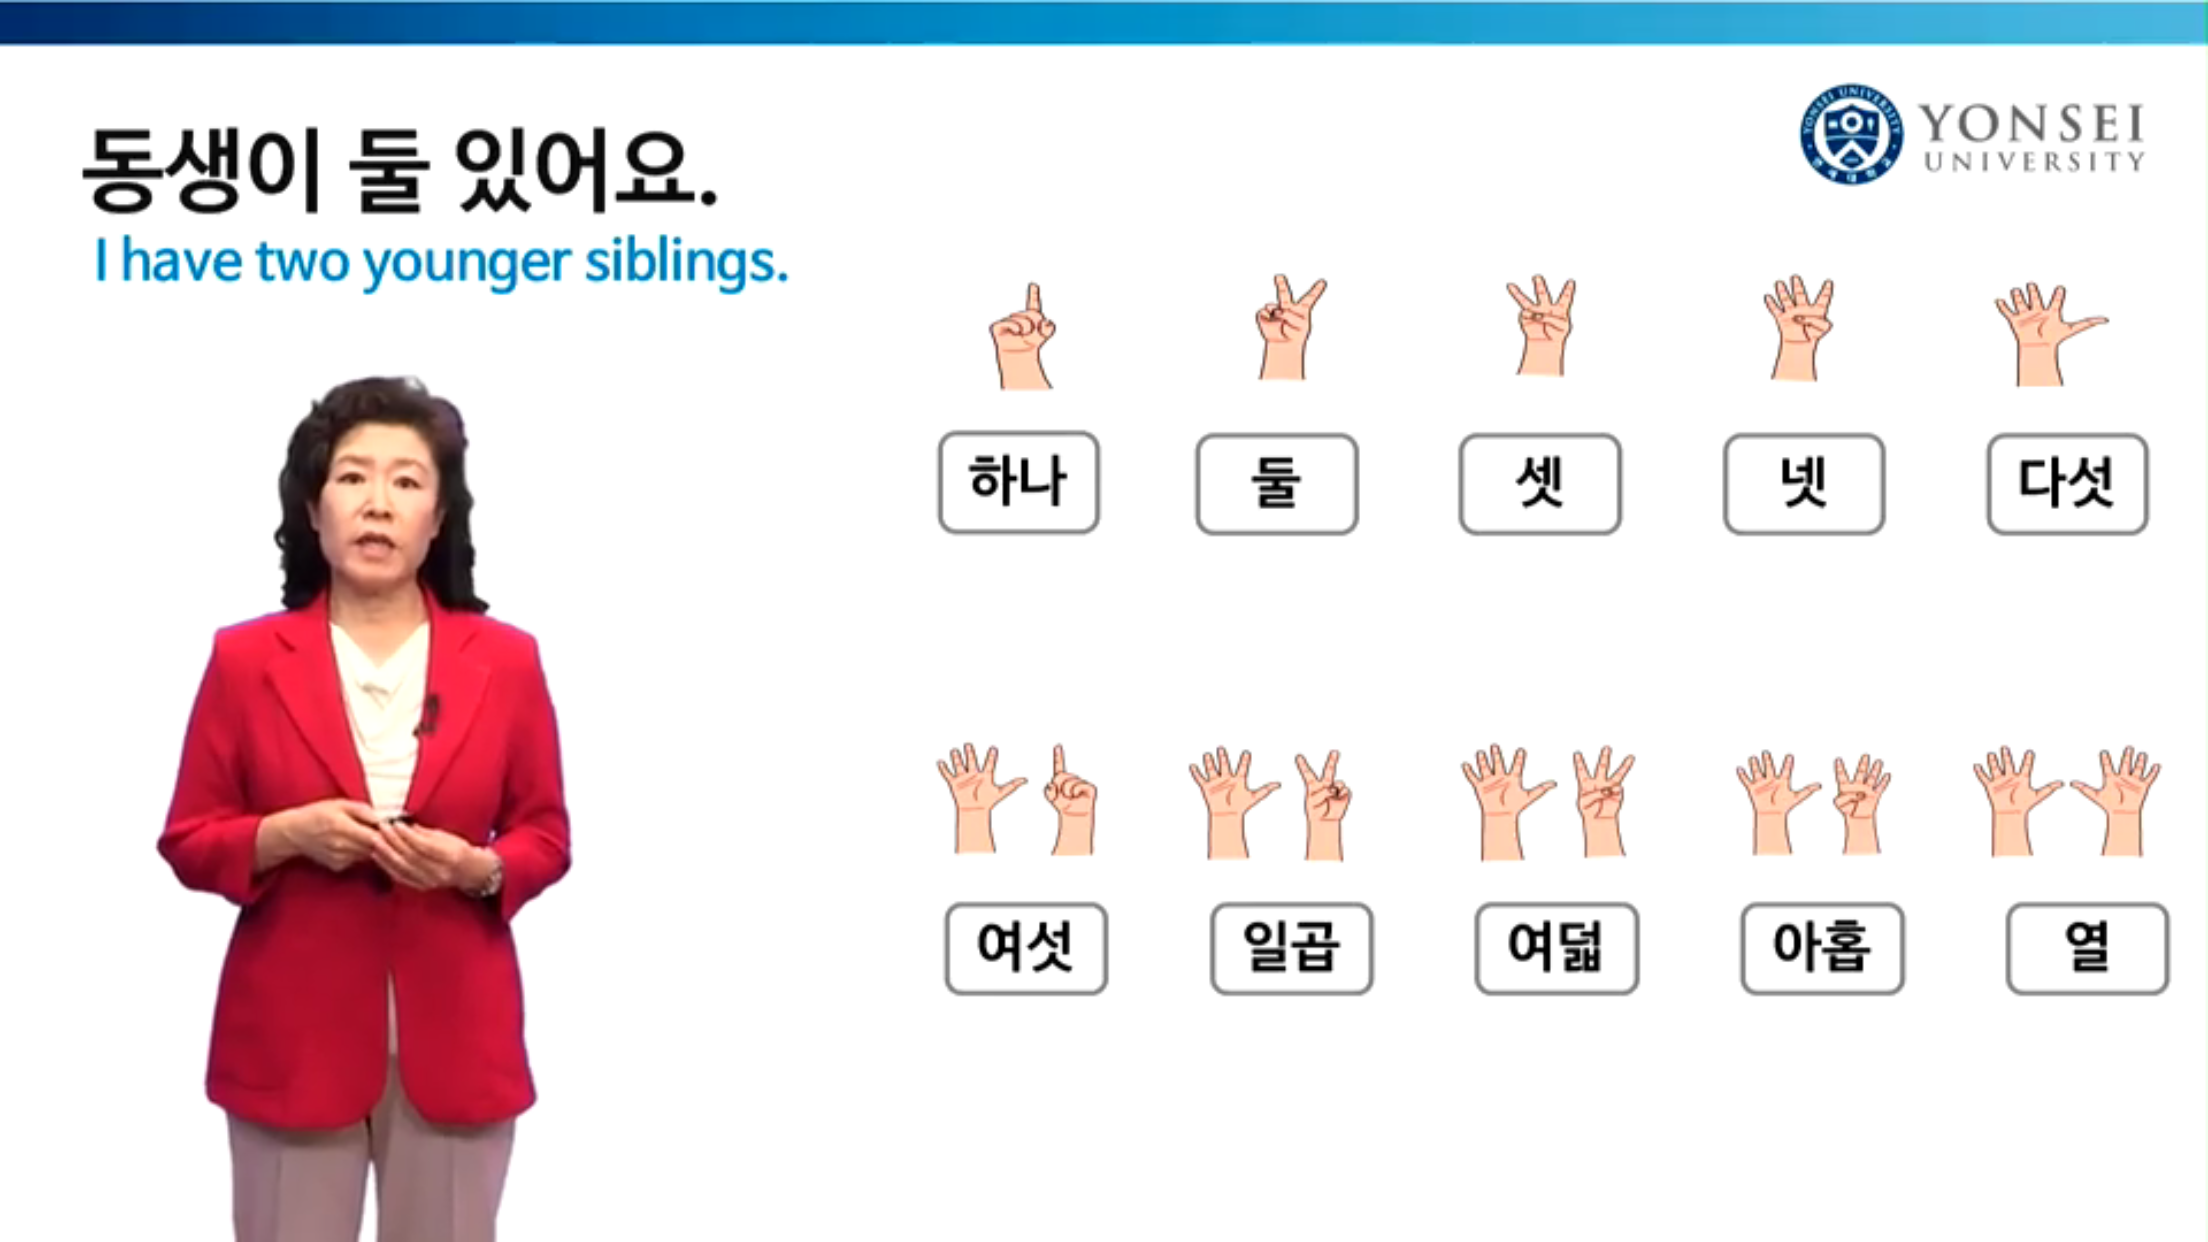 동생이 둘 있어요.
I have two younger siblings.
YONSEI
UNIVERSITY
하나 둘 셋 넷 다섯
여섯 일곱 여덟 아홉 열